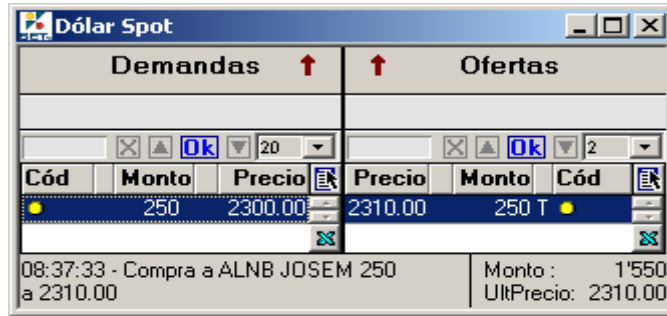 Dólar Spot
Demandas Ofertas
Ok 20 Ok 2
Cód Monto Precio Precio Monto Cód
250 2300.00 2310.00 250 T
08:37:33 - Compra a ALNB JOSEM 250
a 2310.00
Monto : 1'550
UltPrecio: 2310.00